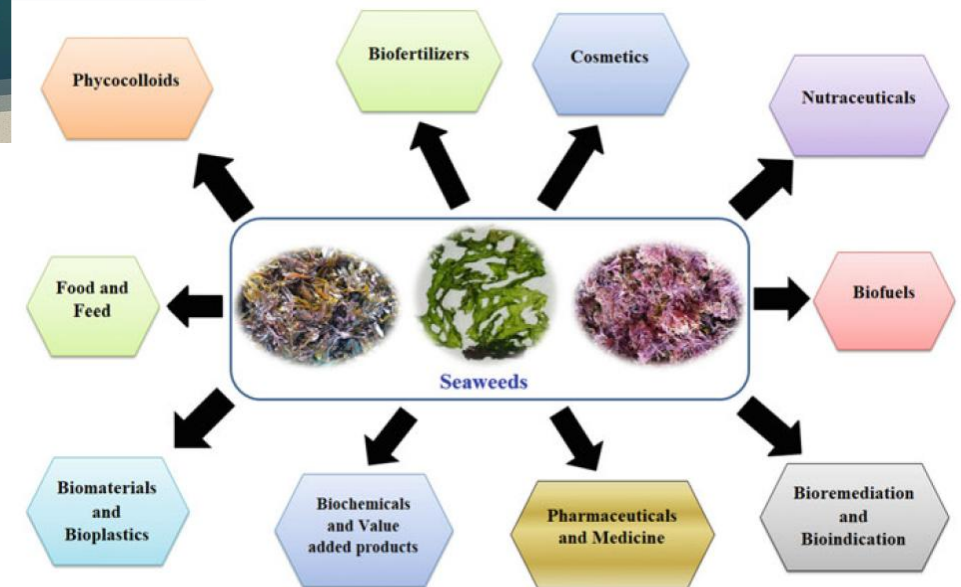 Phycocolloids
Biofertilizers
Cosmetics
Nutraceuticals
Food and
Feed
Seaweeds
Biofuels
Biomaterials
and
Bioplastics
Biochemicals
and Value
added products
Pharmaceuticals
and Medicine
Bioremediation
and
Bioindication